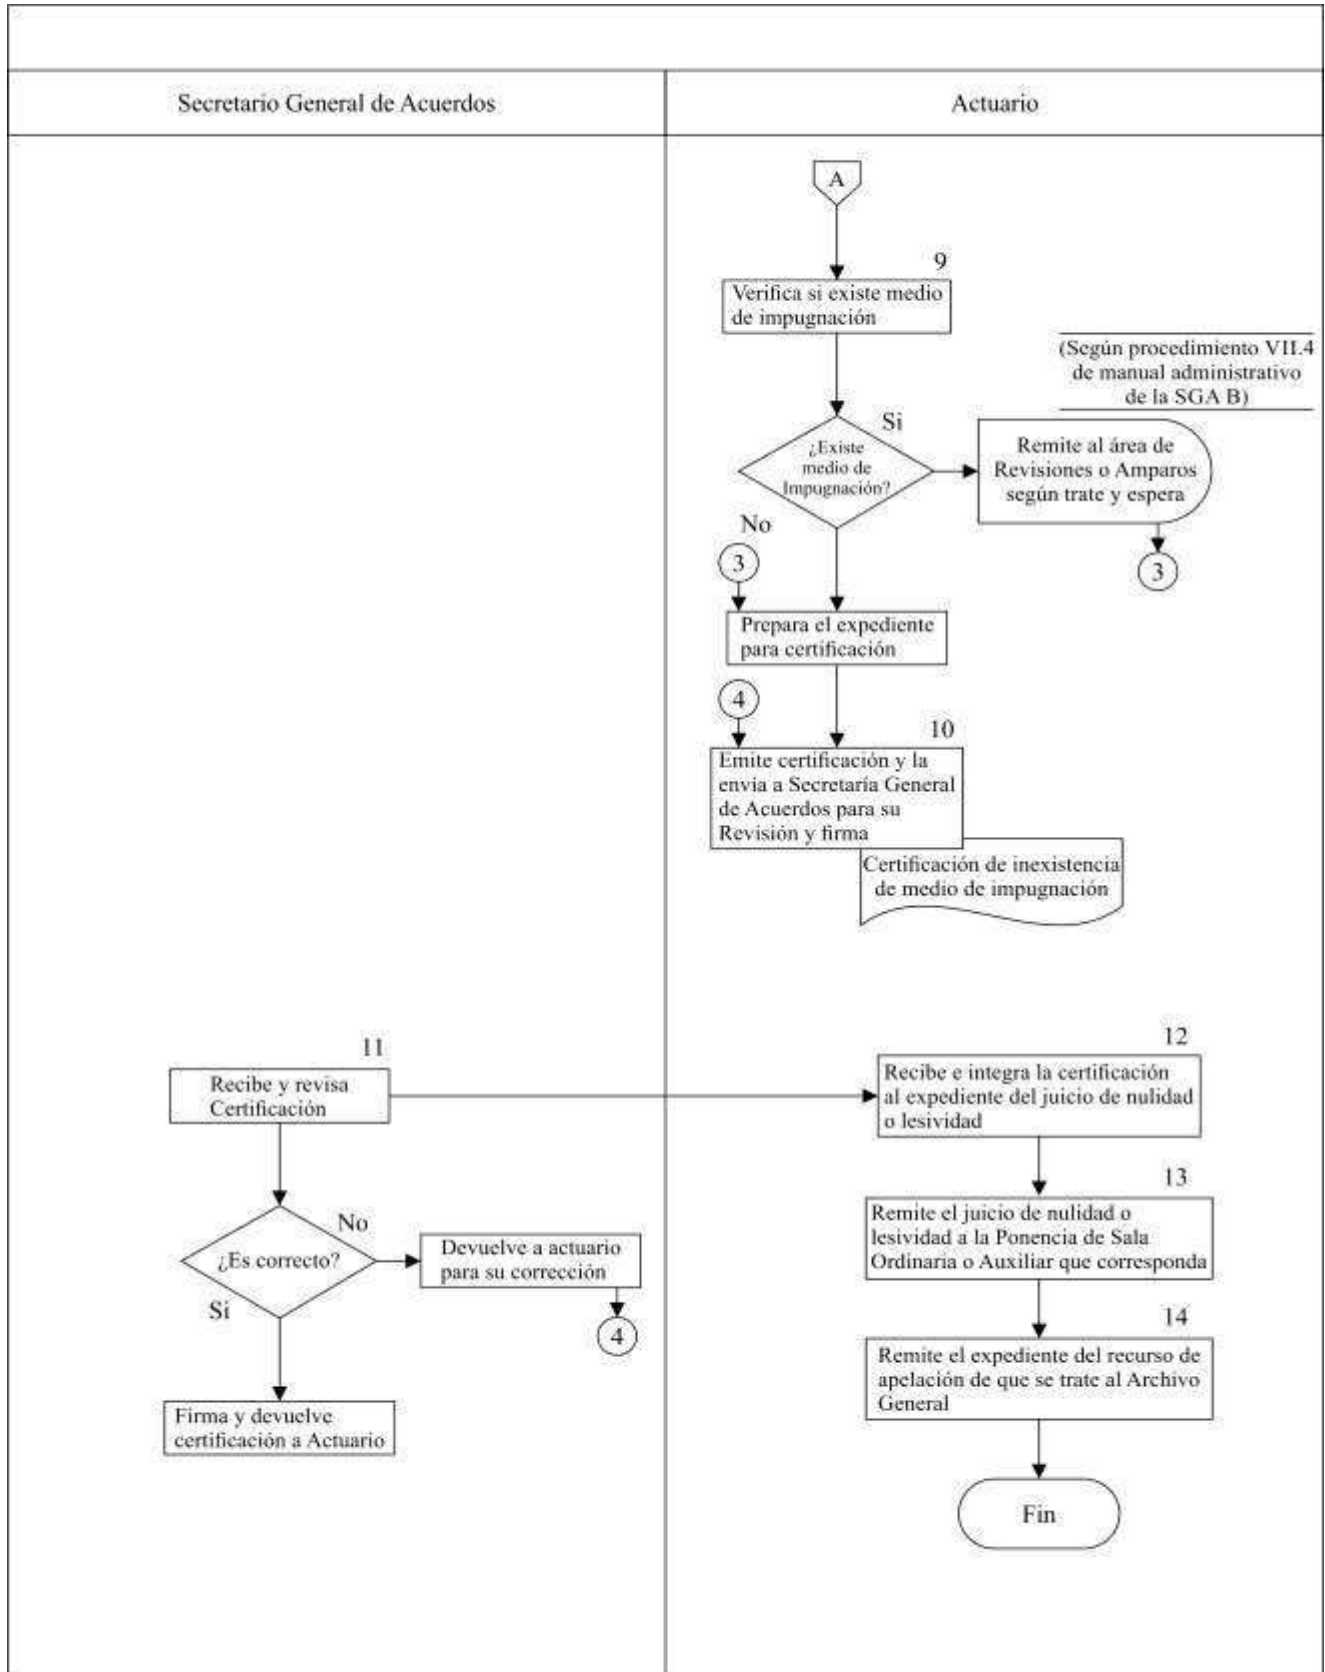 Secretario General de Acuerdos
Actuario
A
9
Verifica si existe medio
de impugnación
(Según procedimiento VII.4
de manual administrativo
de la SGA B)
Si
¿Existe
medio de
Impugnación?
Remite al área de
Revisiones o Amparos
según trate y espera
No
3
3
Prepara el expediente
para certificación
4
10
Emite certificación y la
envia a Secretaría General
de Acuerdos para su
Revisión y firma
Certificación de inexistencia
de medio de impugnación
11
Recibe y revisa
Certificación
12
Recibe e integra la certificación
al expediente del juicio de nulidad
o lesividad
13
Remite el juicio de nulidad o
lesividad a la Ponencia de Sala
Ordinaria o Auxiliar que corresponda
No
¿Es correcto?
Devuelve a actuario
para su corrección
Si
4
14
Remite el expediente del recurso de
apelación de que se trate al Archivo
General
Firma y devuelve
certificación a Actuario
Fin